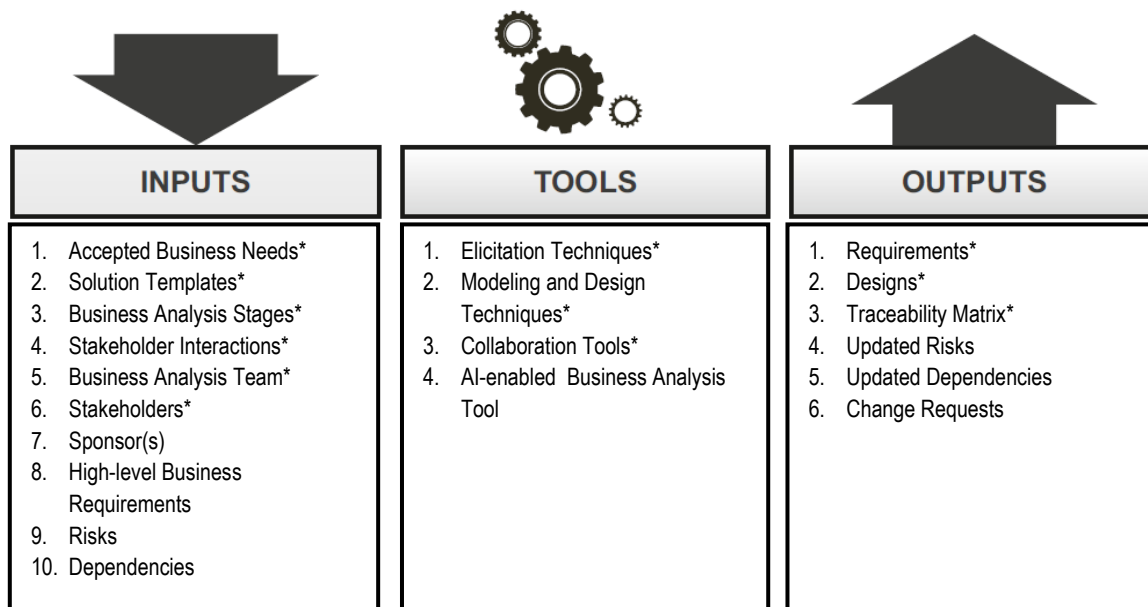 INPUTS
1. Accepted Business Needs*
2. Solution Templates*
3. Business Analysis Stages*
4. Stakeholder Interactions*
5. Business Analysis Team*
6. Stakeholders*
7. Sponsor(s)
8. High-level Business
Requirements
9. Risks
10. Dependencies
TOOLS
1. Elicitation Techniques*
2. Modeling and Design
Techniques*
3. Collaboration Tools*
4. AI-enabled Business Analysis
Tool
OUTPUTS
1. Requirements*
2. Designs*
3. Traceability Matrix*
4. Updated Risks
5. Updated Dependencies
6. Change Requests